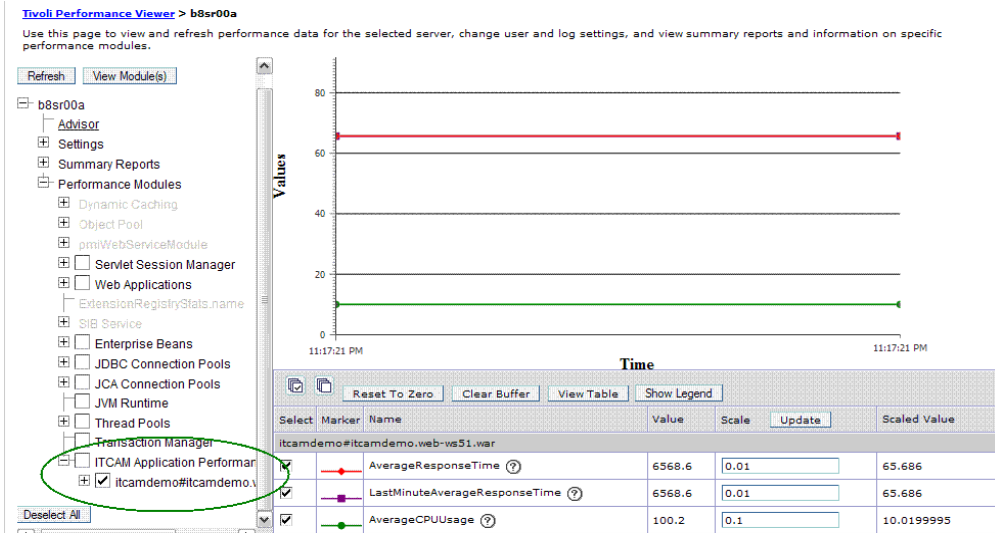 Tivoli Performance Viewer > b8sr00a
Use this page to view and refresh performance data for the selected server, change user and log settings, and view summary reports and information on specific
performance modules.
Refresh View Module(s)
b8sr00a
Advisor
Settings
Summary Reports
Performance Modules
Dynamic Caching
Object Pool
pmiWebServiceModule
Servlet Session Manager
Web Applications
ExtensionRegistryStats.name
SIB Service
Enterprise Beans
JDBC Connection Pools
JCA Connection Pools
JVM Runtime
Thread Pools
Transaction Manager
ITCAM Application Performan
itcamdemo#itcamdemo.v
Deselect All
80
60
40
20
0
Values
11:17:21 PM 11:17:21 PM
Time
Reset To Zero Clear Buffer View Table Show Legend
Select Marker Name Value Scale Update Scaled Value
itcamdemo#itcamdemo.web-ws51.war
AverageResponseTime ? 6568.6 0.01 65.686
LastMinuteAverageResponseTime ? 6568.6 0.01 65.686
AverageCPUUsage ? 100.2 0.1 10.0199995